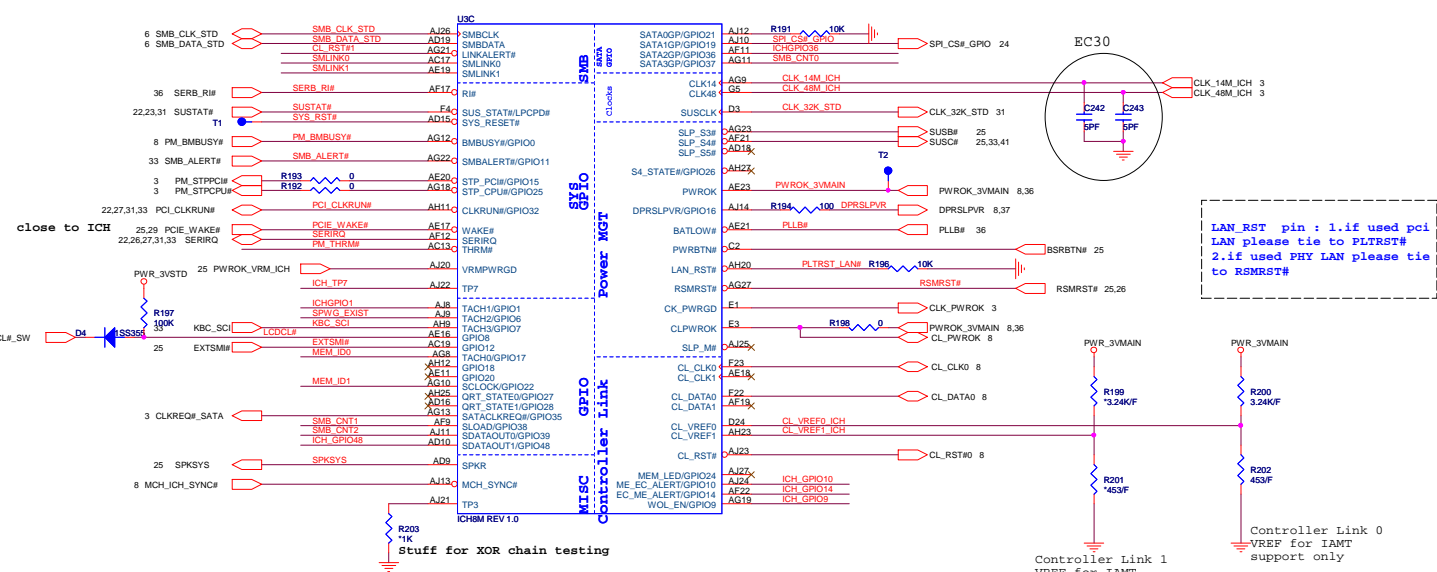 U3C
6 SMB_CLK_STD SMB_CLK_STD AJ26 SMBCLK
6 SMB_DATA_STD SMB_DATA_STD AD19 SMBDATA
CL_RST#1 AG21 LINKALERT#
SMLINK0 AC17 SMLINK0
SMLINK1 AE19 SMLINK1
36 SERB_RI# SERB_RI# AF17 RI#
22,23,31 SUSTAT# SUSTAT# F4 SUS_STAT#/LPCPD#
T1 SYS_RST# AD15 SYS_RESET#
8 PM_BMBUSY# PM_BMBUSY# AG12 BMBUSY#/GPIO0
33 SMB_ALERT# SMB_ALERT# AG22 SMBALERT#/GPIO11
3 PM_STPPCI# R193 0 AE20 STP_PCI#/GPIO15
3 PM_STPCPU# R192 0 AG18 STP_CPU#/GPIO25
22,27,31,33 PCI_CLKRUN# PCI_CLKRUN# AH11 CLKRUN#/GPIO32
close to ICH
25,29 PCIE_WAKE# PCIE_WAKE# AE17 WAKE#
22,26,27,31,33 SERIRQ SERIRQ AF12 SERIRQ
PM_THRM# AC13 THRM#
PWR_3VSTD
25 PWROK_VRM_ICH AJ20 VRMPWRGD
ICH_TP7 AJ22 TP7
R197
100K
ICHGPIO1 AJ8 TACH1/GPIO1
SPWG_EXIST AJ9 TACH2/GPIO6
33 KBC_SCI KBC_SCI AH9 TACH3/GPIO7
CL#_SW D4 1SS355 LCDCL# AE16 GPIO8
25 EXTSMI# EXTSMI# AC19 GPIO12
MEM_ID0 AG8 TACH0/GPIO17
AH12 GPIO18
AE11 GPIO20
MEM_ID1 AG10 SCLOCK/GPIO22
AH25 QRT_STATE0/GPIO27
AD16 QRT_STATE1/GPIO28
3 CLKREQ#_SATA AG13 SATACLKREQ#/GPIO35
SMB_CNT1 AF9 SLOAD/GPIO38
SMB_CNT2 AJ11 SDATAOUT0/GPIO39
ICH_GPIO48 AD10 SDATAOUT1/GPIO48
25 SPKSYS SPKSYS AD9 SPKR
8 MCH_ICH_SYNC# AJ13 MCH_SYNC#
AJ21 TP3
ICH8M REV 1.0
R203
*1K
Stuff for XOR chain testing
SMB
SATA
GPIO
Clocks
SYS
GPIO
Power MGT
GPIO
Controller Link
MISC
SATA0GP/GPIO21 AJ12 R191 10K
SATA1GP/GPIO19 AJ10 SPI_CS#_GPIO SPI_CS#_GPIO 24
SATA2GP/GPIO36 AF11 ICHGPIO36
SATA3GP/GPIO37 AG11 SMB_CNT0
CLK14 AG9 CLK_14M_ICH CLK_14M_ICH 3
CLK48 G5 CLK_48M_ICH CLK_48M_ICH 3
SUSCLK D3 CLK_32K_STD CLK_32K_STD 31
EC30
C242
5PF
C243
5PF
SLP_S3# AG23 SUSB# 25
SLP_S4# AF21 SUSC# 25,33,41
SLP_S5# AD18
T2
S4_STATE#/GPIO26 AH27
PWROK AE23 PWROK_3VMAIN PWROK_3VMAIN 8,36
DPRSLPVR/GPIO16 AJ14 R194 100 DPRSLPVR DPRSLPVR 8,37
BATLOW# AE21 PLLB# PLLB# 36
PWRBTN# C2 BSRBTN# 25
LAN_RST# AH20 PLTRST_LAN# R196 10K
RSMRST# AG27 RSMRST# RSMRST# 25,26
CK_PWRGD E1 CLK_PWROK 3
CLPWROK E3 R198 0 PWROK_3VMAIN 8,36
CL_PWROK 8
SLP_M# AJ25
CL_CLK0 F23 CL_CLK0 8
CL_CLK1 AE18
CL_DATA0 F22 CL_DATA0 8
CL_DATA1 AF19
CL_VREF0 D24 CL_VREF0_ICH
CL_VREF1 AH23 CL_VREF1_ICH
CL_RST# AJ23 CL_RST#0 8
MEM_LED/GPIO24 AJ27
ME_EC_ALERT/GPIO10 AJ24 ICH_GPIO10
EC_ME_ALERT/GPIO14 AF22 ICH_GPIO14
WOL_EN/GPIO9 AG19 ICH_GPIO9
LAN_RST pin : 1.if used pci
LAN please tie to PLTRST#
2.if used PHY LAN please tie
to RSMRST#
PWR_3VMAIN
R199
*3.24K/F
R201
*453/F
Controller Link 1
VREF for IAMT
PWR_3VMAIN
R200
3.24K/F
R202
453/F
Controller Link 0
VREF for IAMT
support only